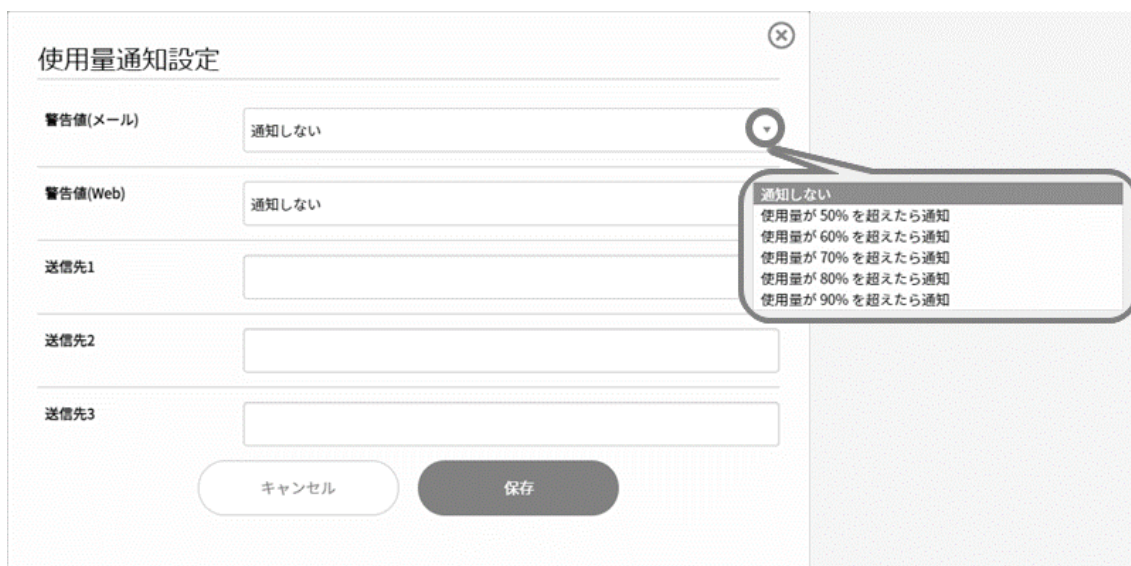 使用量通知設定
警告値(メール)
通知しない
警告値(Web)
通知しない
通知しない
使用量が 50% を超えたら通知
使用量が 60% を超えたら通知
使用量が 70% を超えたら通知
使用量が 80% を超えたら通知
使用量が 90% を超えたら通知
送信先1
送信先2
送信先3
キャンセル
保存